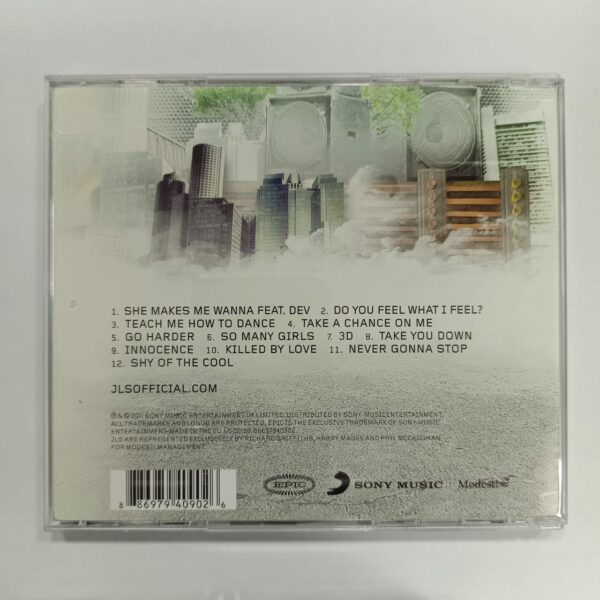 1. SHE MAKES ME WANNA FEAT. DEV 2. DO YOU FEEL WHAT I FEEL?
3. TEACH ME HOW TO DANCE 4. TAKE A CHANCE ON ME
5. GO HARDER 6. SO MANY GIRLS 7. 3D 8. TAKE YOU DOWN
9. INNOCENCE 10. KILLED BY LOVE 11. NEVER GONNA STOP
12. SHY OF THE COOL
JLSOFFICIAL.COM
℗ & © 2011 SONY MUSIC ENTERTAINMENT UK LIMITED. DISTRIBUTED BY SONY MUSIC ENTERTAINMENT.
ALL TRADEMARKS AND LOGOS ARE PROTECTED. EPIC IS THE EXCLUSIVE TRADEMARK OF SONY MUSIC
ENTERTAINMENT. MADE IN THE EU. 88697940902
JLS ARE REPRESENTED EXCLUSIVELY BY RICHARD GRIFFITHS, HARRY MAGEE AND PHIL MCCAUGHAN
FOR MODEST! MANAGEMENT.
EPIC SONY MUSIC Modest!
8 86979 40902 6